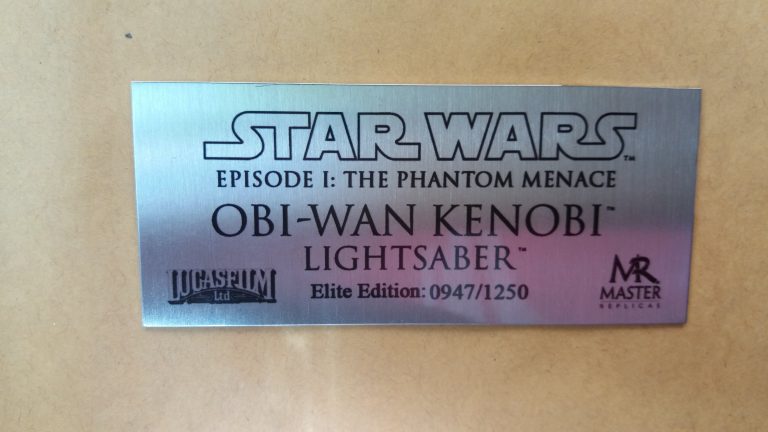 STAR WARS™
EPISODE I: THE PHANTOM MENACE
OBI-WAN KENOBI™
LIGHTSABER™
LUCASFILM
Ltd
Elite Edition: 0947/1250
MR
MASTER
REPLICAS